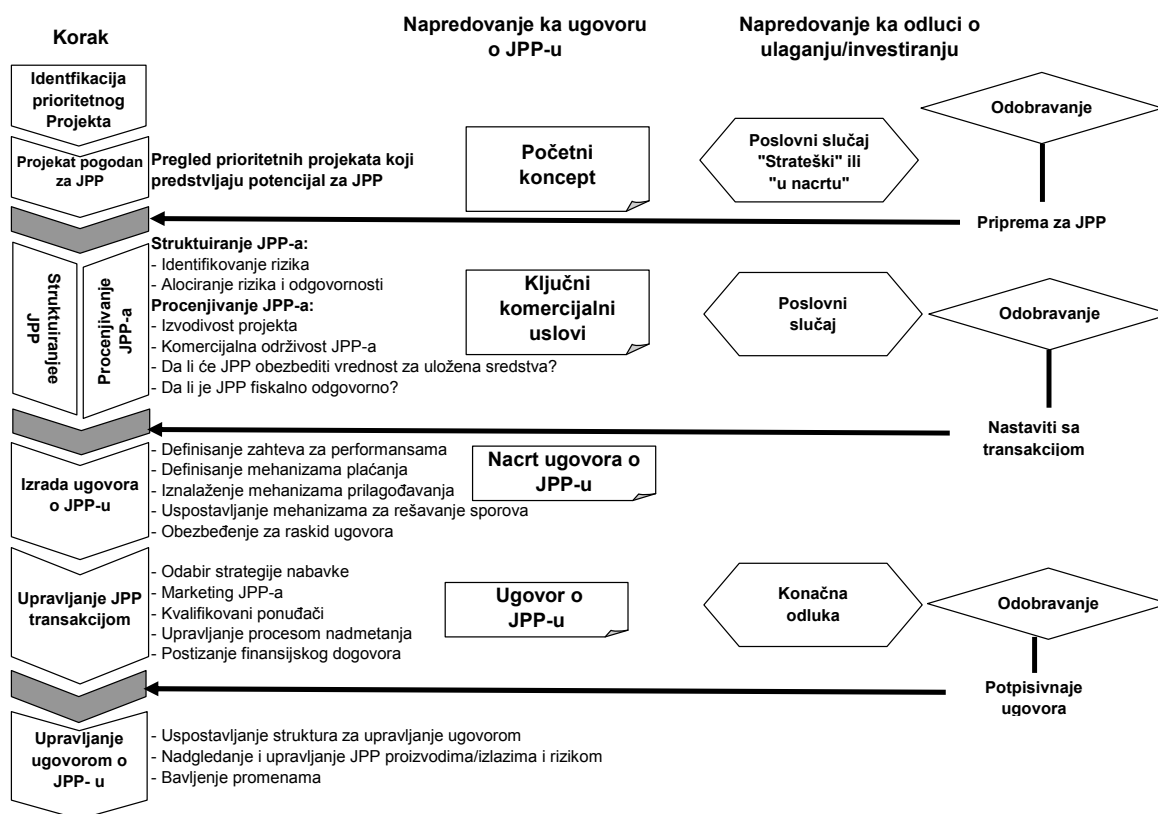 Korak
Napredovanje ka ugovoru
o JPP-u
Napredovanje ka odluci o
ulaganju/investiranju
Identfikacija
prioritetnog
Projekta
Odobravanje
Projekat pogodan
za JPP
Pregled prioritetnih projekata koji
predstvljaju potencijal za JPP
Početni
koncept
Poslovni slučaj
"Strateški" ili
"u nacrtu"
Priprema za JPP
Struktuiranjee
JPP
Procenjivanje
JPP-a
Struktuiranje JPP-a:
- Identifikovanje rizika
- Alociranje rizika i odgovornosti
Procenjivanje JPP-a:
- Izvodivost projekta
- Komercijalna održivost JPP-a
- Da li će JPP obezbediti vrednost za uložena sredstva?
- Da li je JPP fiskalno odgovorno?
Ključni
komercijalni
uslovi
Poslovni
slučaj
Odobravanje
Nastaviti sa
transakcijom
Izrada ugovora
o JPP-u
- Definisanje zahteva za performansama
- Definisanje mehanizama plaćanja
- Iznalaženje mehanizama prilagođavanja
- Uspostavljanje mehanizama za rešavanje sporova
- Obezbeđenje za raskid ugovora
Nacrt ugovora o
JPP-u
Upravljanje JPP
transakcijom
- Odabir strategije nabavke
- Marketing JPP-a
- Kvalifikovani ponuđači
- Upravljanje procesom nadmetanja
- Postizanje finansijskog dogovora
Ugovor o
JPP-u
Konačna
odluka
Odobravanje
Potpisivnaje
ugovora
Upravljanje
ugovorom o
JPP- u
- Uspostavljanje struktura za upravljanje ugovorom
- Nadgledanje i upravljanje JPP proizvodima/izlazima i rizikom
- Bavljenje promenama